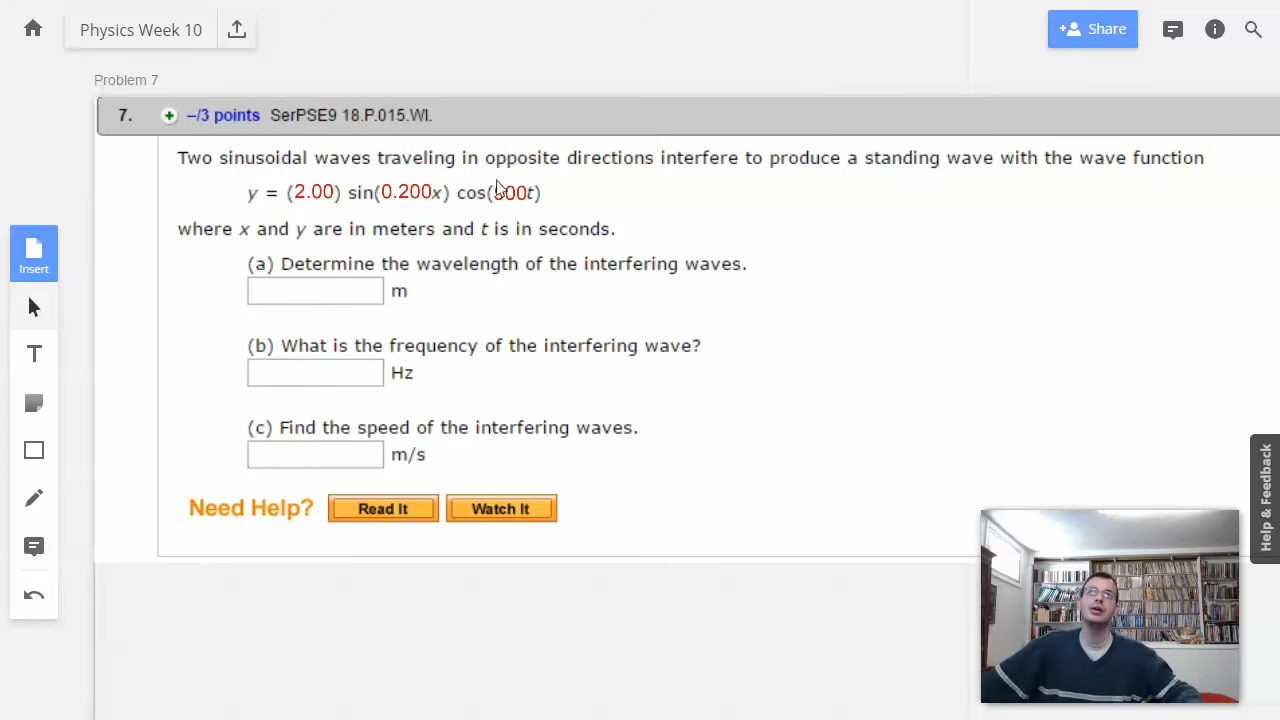 Physics Week 10
Share
Problem 7
7. –/3 points SerPSE9 18.P.015.WI.
Two sinusoidal waves traveling in opposite directions interfere to produce a standing wave with the wave function
y = (2.00) sin(0.200x) cos(
where x and y are in meters and t is in seconds.
(a) Determine the wavelength of the interfering waves.
m
Insert
(b) What is the frequency of the interfering wave?
Hz
(c) Find the speed of the interfering waves.
m/s
Need Help? Read It Watch It
Help & Feedback